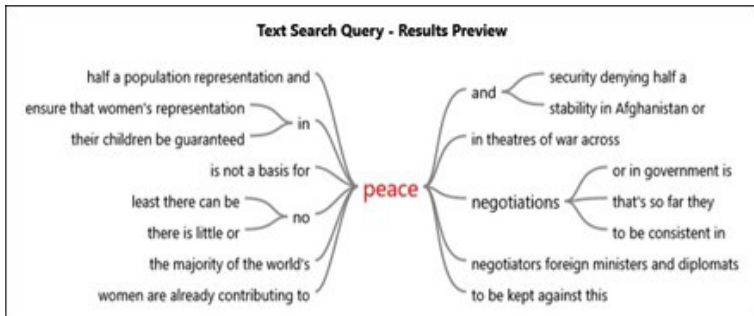 Text Search Query - Results Preview
half a population representation and
ensure that women's representation
in
their children be guaranteed
is not a basis for
least there can be
no
there is little or
the majority of the world's
women are already contributing to
peace
and
security denying half a
stability in Afghanistan or
in theatres of war across
negotiations
or in government is
that's so far they
to be consistent in
negotiators foreign ministers and diplomats
to be kept against this